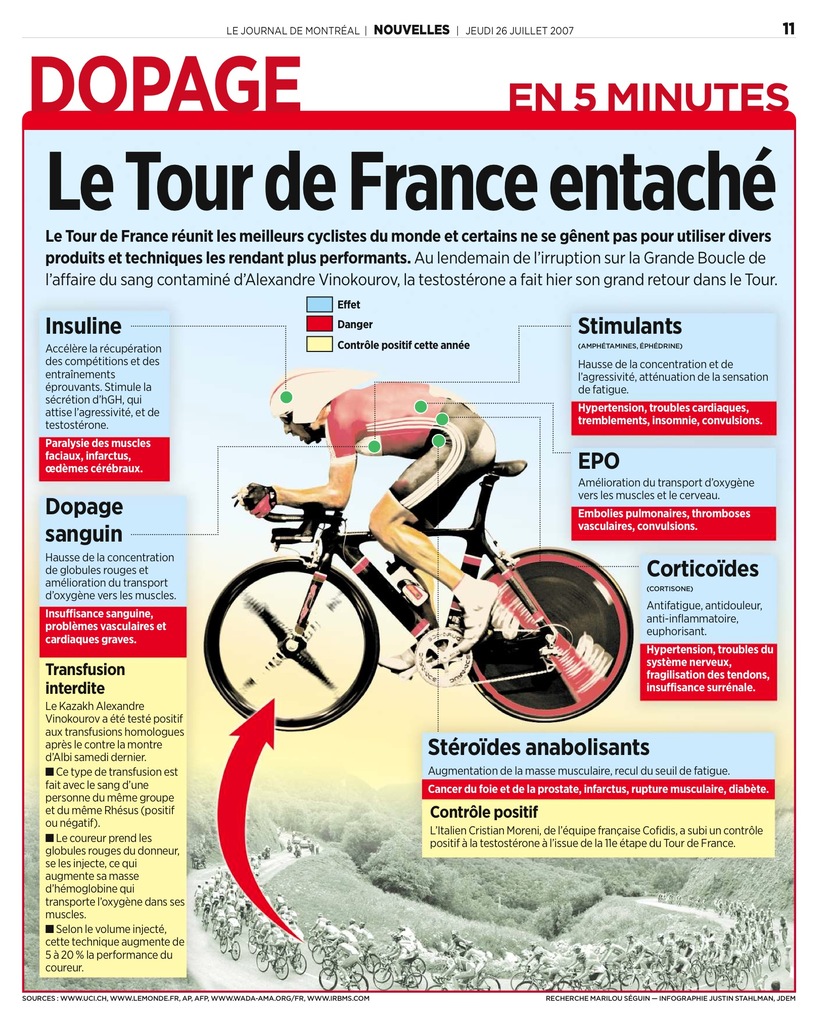 LE JOURNAL DE MONTRÉAL | NOUVELLES | JEUDI 26 JUILLET 2007
11
DOPAGE
EN 5 MINUTES
Le Tour de France entaché
Le Tour de France réunit les meilleurs cyclistes du monde et certains ne se gênent pas pour utiliser divers
produits et techniques les rendant plus performants. Au lendemain de l'irruption sur la Grande Boucle de
l'affaire du sang contaminé d'Alexandre Vinokourov, la testostérone a fait hier son grand retour dans le Tour.
Effet
Danger
Contrôle positif cette année
Insuline
Accélère la récupération
des compétitions et des
entraînements
éprouvants. Stimule la
sécrétion d'hGH, qui
attise l'agressivité, et de
testostérone.
Paralysie des muscles
faciaux, infarctus,
œdèmes cérébraux.
Dopage
sanguin
Hausse de la concentration
de globules rouges et
amélioration du transport
d'oxygène vers les muscles.
Insuffisance sanguine,
problèmes vasculaires et
cardiaques graves.
Transfusion
interdite
Le Kazakh Alexandre
Vinokourov a été testé positif
aux transfusions homologues
après le contre la montre
d'Albi samedi dernier.
■ Ce type de transfusion est
fait avec le sang d'une
personne du même groupe
et du même Rhésus (positif
ou négatif).
■ Le coureur prend les
globules rouges du donneur,
se les injecte, ce qui
augmente sa masse
d'hémoglobine qui
transporte l'oxygène dans ses
muscles.
■ Selon le volume injecté,
cette technique augmente de
5 à 20 % la performance du
coureur.
Stimulants
(AMPHÉTAMINES, ÉPHÉDRINE)
Hausse de la concentration et de
l'agressivité, atténuation de la sensation
de fatigue.
Hypertension, troubles cardiaques,
tremblements, insomnie, convulsions.
EPO
Amélioration du transport d'oxygène
vers les muscles et le cerveau.
Embolies pulmonaires, thromboses
vasculaires, convulsions.
Corticoïdes
(CORTISONE)
Antifatigue, antidouleur,
anti-inflammatoire,
euphorisant.
Hypertension, troubles du
système nerveux,
fragilisation des tendons,
insuffisance surrénale.
Stéroïdes anabolisants
Augmentation de la masse musculaire, recul du seuil de fatigue.
Cancer du foie et de la prostate, infarctus, rupture musculaire, diabète.
Contrôle positif
L'Italien Cristian Moreni, de l'équipe française Cofidis, a subi un contrôle
positif à la testostérone à l'issue de la 11e étape du Tour de France.
SOURCES : WWW.UCI.CH, WWW.LEMONDE.FR, AP, AFP, WWW.WADA-AMA.ORG/FR, WWW.IRBMS.COM
RECHERCHE MARILOU SÉGUIN — INFOGRAPHIE JUSTIN STAHLMAN, JDEM